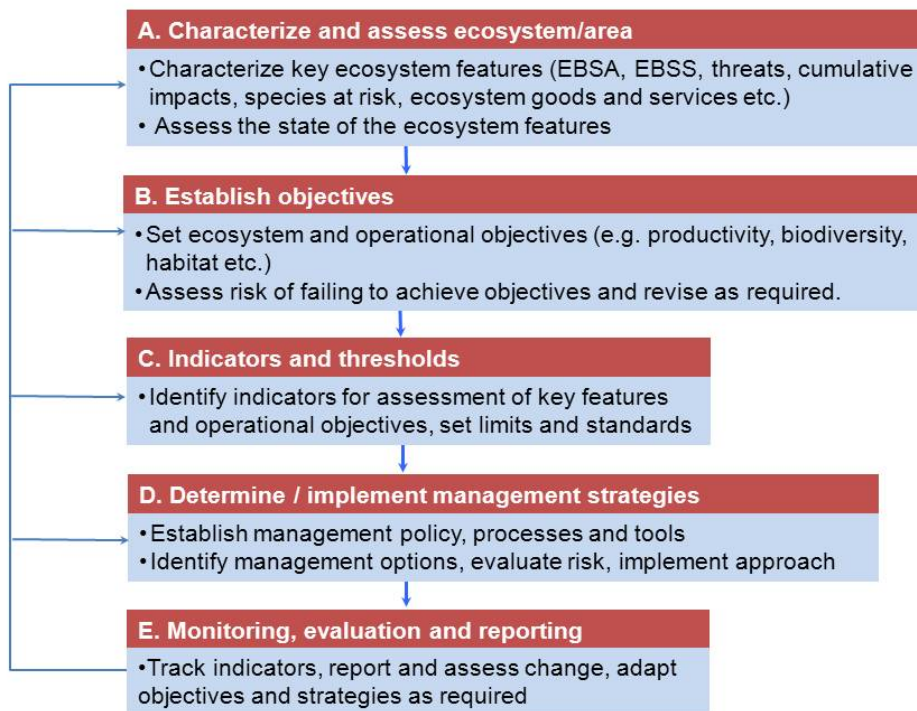 A. Characterize and assess ecosystem/area
•Characterize key ecosystem features (EBSA, EBSS, threats, cumulative
impacts, species at risk, ecosystem goods and services etc.)
• Assess the state of the ecosystem features
B. Establish objectives
•Set ecosystem and operational objectives (e.g. productivity, biodiversity,
habitat etc.)
•Assess risk of failing to achieve objectives and revise as required.
C. Indicators and thresholds
•Identify indicators for assessment of key features
and operational objectives, set limits and standards
D. Determine / implement management strategies
•Establish management policy, processes and tools
•Identify management options, evaluate risk, implement approach
E. Monitoring, evaluation and reporting
•Track indicators, report and assess change, adapt
objectives and strategies as required